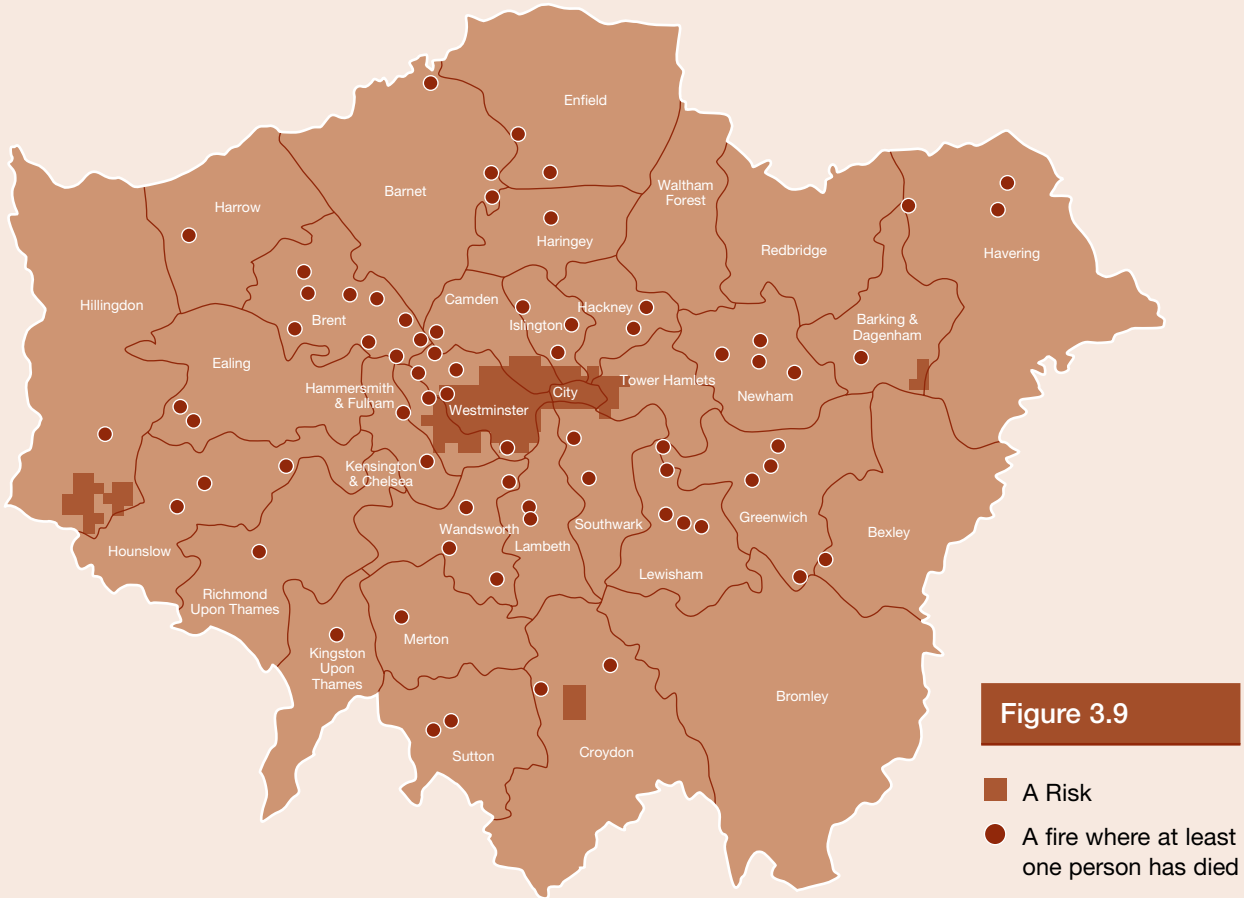 Enfield
Barnet
Waltham
Forest
Harrow
Haringey
Redbridge
Havering
Hillingdon
Camden
Hackney
Islington
Brent
Barking &
Dagenham
Ealing
Tower Hamlets
Hammersmith
& Fulham
City
Newham
Westminster
Kensington
& Chelsea
Greenwich
Southwark
Wandsworth
Bexley
Lambeth
Hounslow
Lewisham
Richmond
Upon Thames
Merton
Kingston
Upon
Thames
Bromley
Sutton
Croydon
Figure 3.9
A Risk
A fire where at least
one person has died